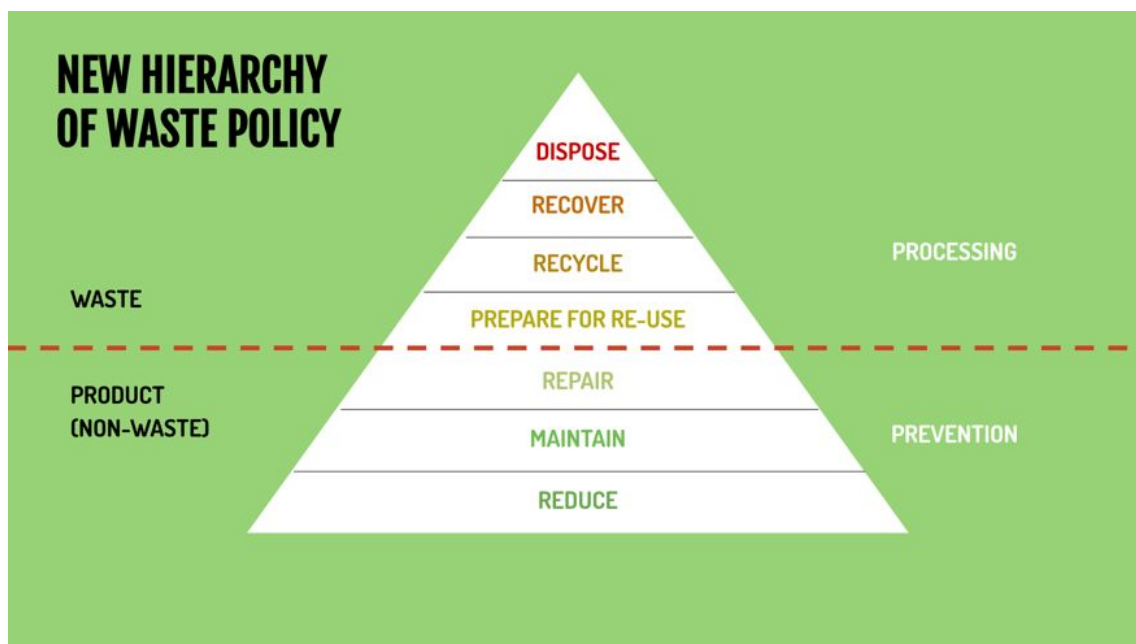 NEW HIERARCHY
OF WASTE POLICY
DISPOSE
RECOVER
RECYCLE
PROCESSING
WASTE
PREPARE FOR RE-USE
REPAIR
PRODUCT
(NON-WASTE)
MAINTAIN
PREVENTION
REDUCE